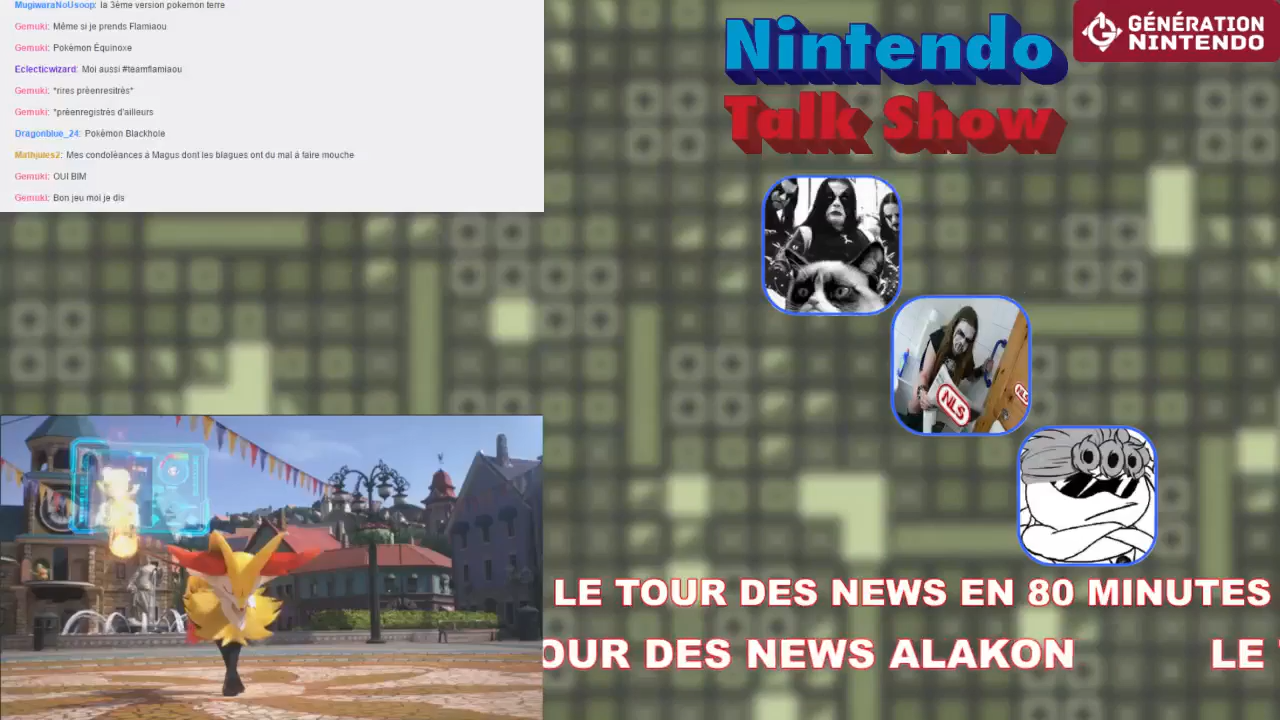 MugiwaraNoUsoop: la 3ème version pokemon terre
Gemuki: Même si je prends Flamiaou
Gemuki: Pokémon Équinoxe
Eclecticwizard: Moi aussi #teamflamiaou
Gemuki: *rires préenresitrés*
Gemuki: *préenregistrés d'ailleurs
Dragonblue_24: Pokémon Blackhole
Mathjules2: Mes condoléances à Magus dont les blagues ont du mal à faire mouche
Gemuki: OUI BIM
Gemuki: Bon jeu moi je dis
Nintendo
Talk Show
GÉNÉRATION
NINTENDO
NLS
NLS
LE TOUR DES NEWS EN 80 MINUTES
OUR DES NEWS ALAKON LE